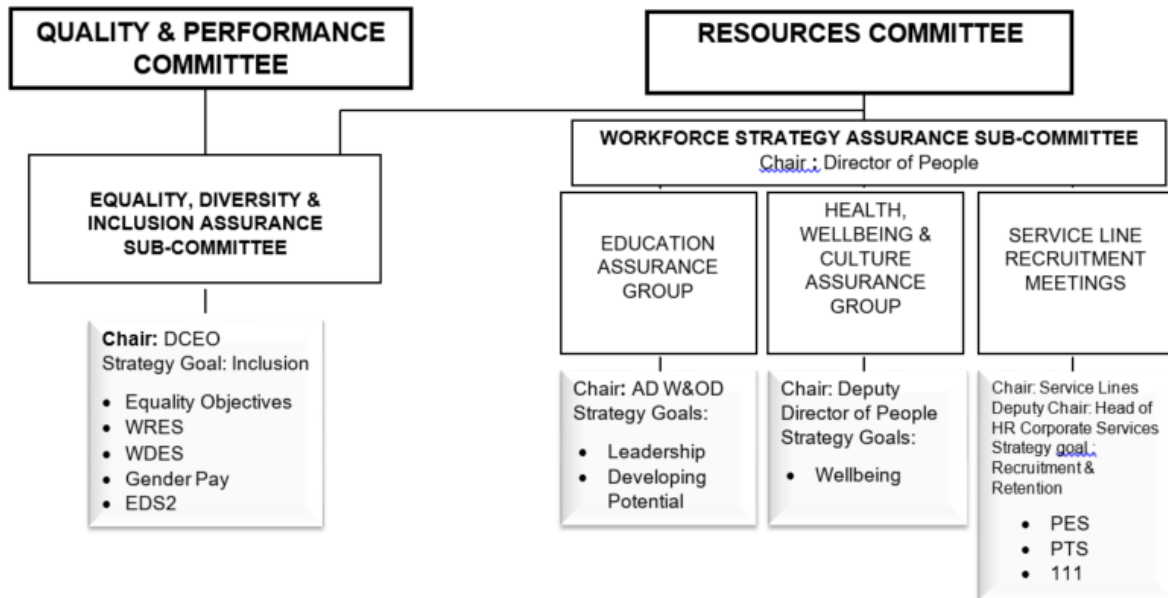 QUALITY & PERFORMANCE
COMMITTEE
RESOURCES COMMITTEE
WORKFORCE STRATEGY ASSURANCE SUB-COMMITTEE
Chair : Director of People
EQUALITY, DIVERSITY &
INCLUSION ASSURANCE
SUB-COMMITTEE
Chair: DCEO
Strategy Goal: Inclusion
• Equality Objectives
• WRES
• WDES
• Gender Pay
• EDS2
EDUCATION
ASSURANCE
GROUP
Chair: AD W&OD
Strategy Goals:
• Leadership
• Developing
Potential
HEALTH,
WELLBEING &
CULTURE
ASSURANCE
GROUP
Chair: Deputy
Director of People
Strategy Goals:
• Wellbeing
SERVICE LINE
RECRUITMENT
MEETINGS
Chair: Service Lines
Deputy Chair: Head of
HR Corporate Services
Strategy goal :
Recruitment &
Retention
• PES
• PTS
• 111